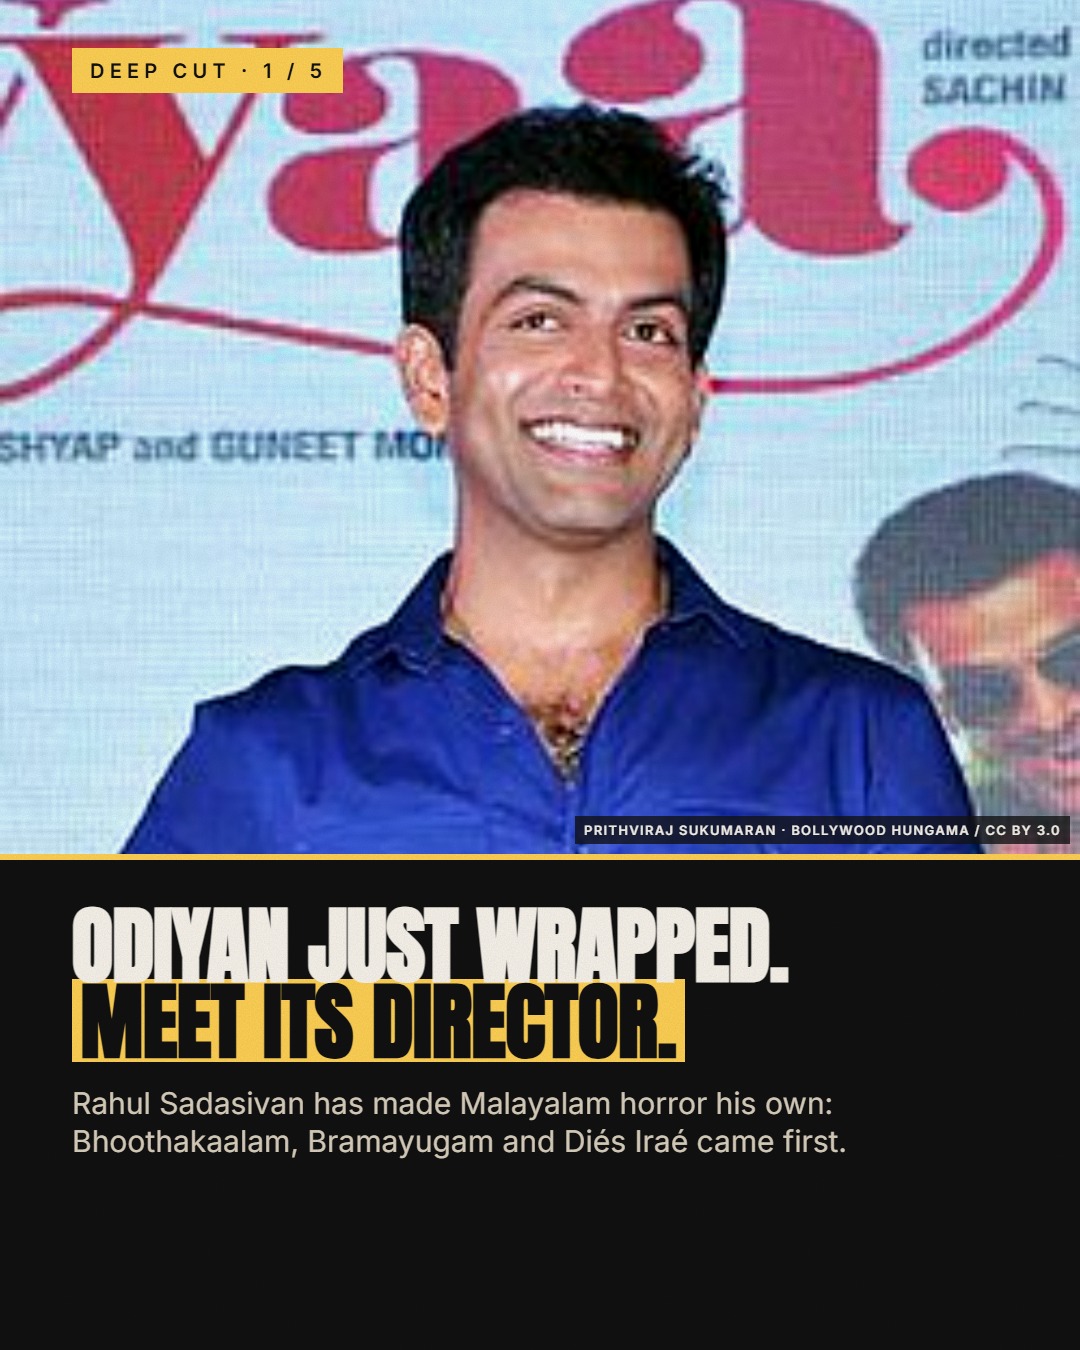 DEEP CUT · 1 / 5
yyaa
directed
SACHIN
SHYAP and GUNEET MON
PRITHVIRAJ SUKUMARAN · BOLLYWOOD HUNGAMA / CC BY 3.0
ODIYAN JUST WRAPPED.
MEET ITS DIRECTOR.
Rahul Sadasivan has made Malayalam horror his own:
Bhoothakaalam, Bramayugam and Diés Iraé came first.